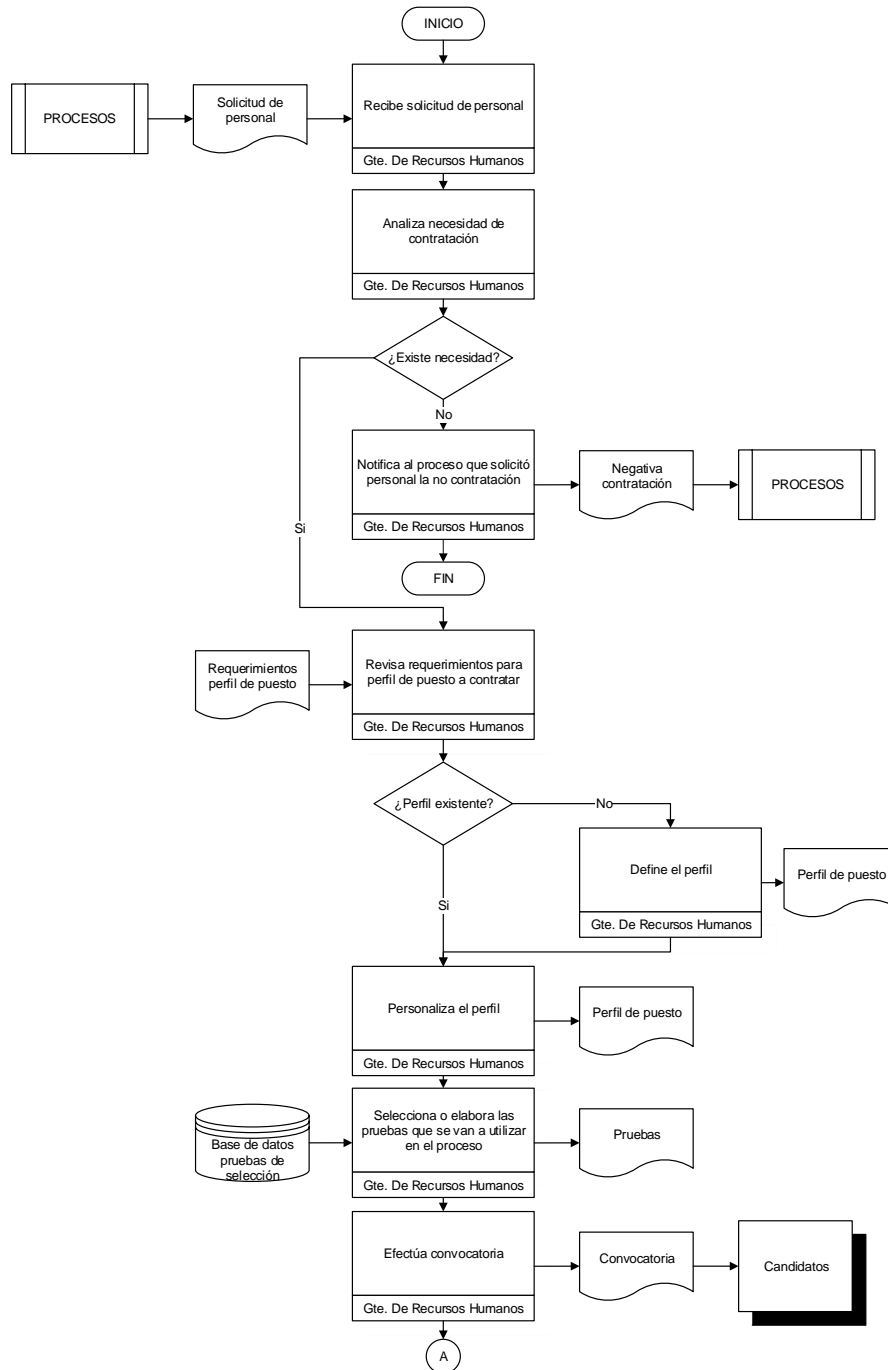 INICIO
PROCESOS
Solicitud de
personal
Recibe solicitud de personal
Gte. De Recursos Humanos
Analiza necesidad de
contratación
Gte. De Recursos Humanos
¿Existe necesidad?
No
Notifica al proceso que solicitó
personal la no contratación
Gte. De Recursos Humanos
Negativa
contratación
PROCESOS
Si
FIN
Requerimientos
perfil de puesto
Revisa requerimientos para
perfil de puesto a contratar
Gte. De Recursos Humanos
¿Perfil existente?
No
Define el perfil
Gte. De Recursos Humanos
Perfil de puesto
Si
Personaliza el perfil
Gte. De Recursos Humanos
Perfil de puesto
Base de datos
pruebas de
selección
Selecciona o elabora las
pruebas que se van a utilizar
en el proceso
Gte. De Recursos Humanos
Pruebas
Efectúa convocatoria
Gte. De Recursos Humanos
Convocatoria
Candidatos
A